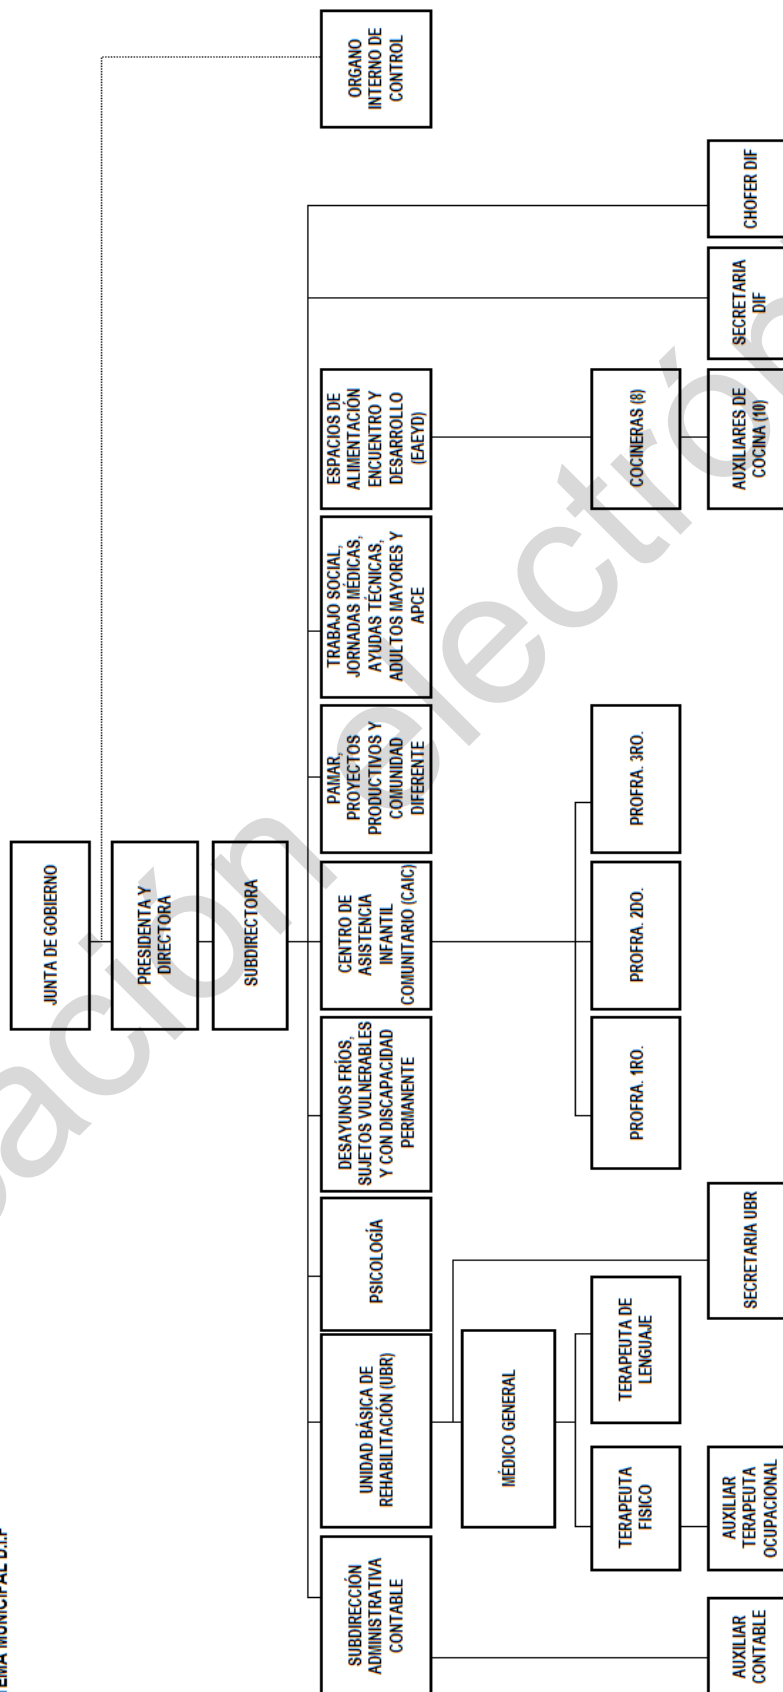 TEMA MUNICIPAL D.I.F
JUNTA DE GOBIERNO
PRESIDENTA Y
DIRECTORA
SUBDIRECTORA
SUBDIRECCIÓN
ADMINISTRATIVA
CONTABLE
UNIDAD BÁSICA DE
REHABILITACIÓN (UBR)
PSICOLOGÍA
DESAYUNOS FRÍOS,
SUJETOS VULNERABLES
Y CON DISCAPACIDAD
PERMANENTE
CENTRO DE
ASISTENCIA
INFANTIL
COMUNITARIO (CAIC)
PAMAR,
PROYECTOS
PRODUCTIVOS Y
COMUNIDAD
DIFERENTE
TRABAJO SOCIAL,
JORNADAS MÉDICAS,
AYUDAS TÉCNICAS,
ADULTOS MAYORES Y
APCE
ESPACIOS DE
ALIMENTACIÓN
ENCUENTRO Y
DESARROLLO
(EAEYD)
ORGANO
INTERNO DE
CONTROL
MÉDICO GENERAL
TERAPEUTA
FISICO
TERAPEUTA DE
LENGUAJE
PROFRA. 1RO.
PROFRA. 2DO.
PROFRA. 3RO.
COCINERAS (8)
AUXILIAR
CONTABLE
AUXILIAR
TERAPEUTA
OCUPACIONAL
SECRETARIA UBR
AUXILIARES DE
COCINA (10)
SECRETARIA
DIF
CHOFER DIF
ación electrón